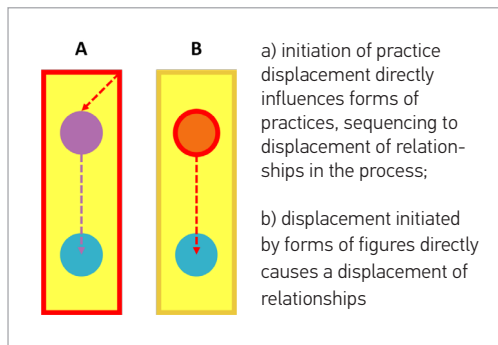 A
B
a) initiation of practice
displacement directly
influences forms of
practices, sequencing to
displacement of relation-
ships in the process;
b) displacement initiated
by forms of figures directly
causes a displacement of
relationships